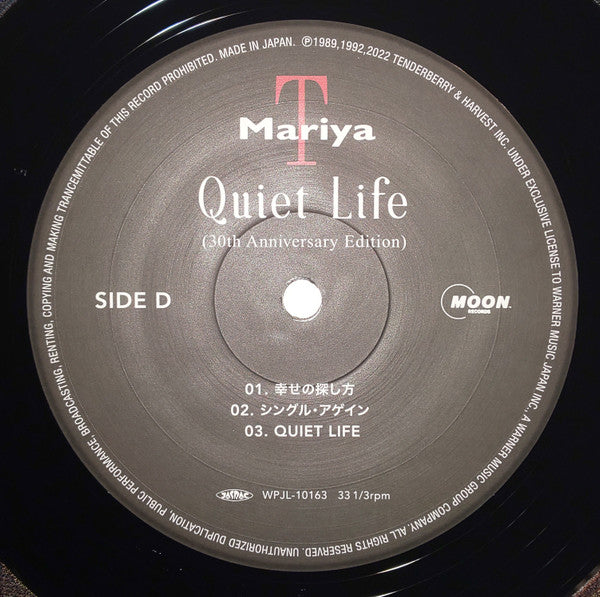 UNAUTHORIZED DUPLICATION, PUBLIC PERFORMANCE, BROADCASTING, RENTING, COPYING AND MAKING TRANCEMITTABLE OF THIS RECORD PROHIBITED. MADE IN JAPAN. ℗1989,1992,2022 TENDERBERRY & HARVEST INC. UNDER EXCLUSIVE LICENSE TO WARNER MUSIC JAPAN INC., A WARNER MUSIC GROUP COMPANY. ALL RIGHTS RESERVED.
T
Mariya
Quiet Life
(30th Anniversary Edition)
SIDE D
MOON
RECORDS
01. 幸せの探し方
02. シングル・アゲイン
03. QUIET LIFE
JASRAC WPJL-10163 33 1/3rpm